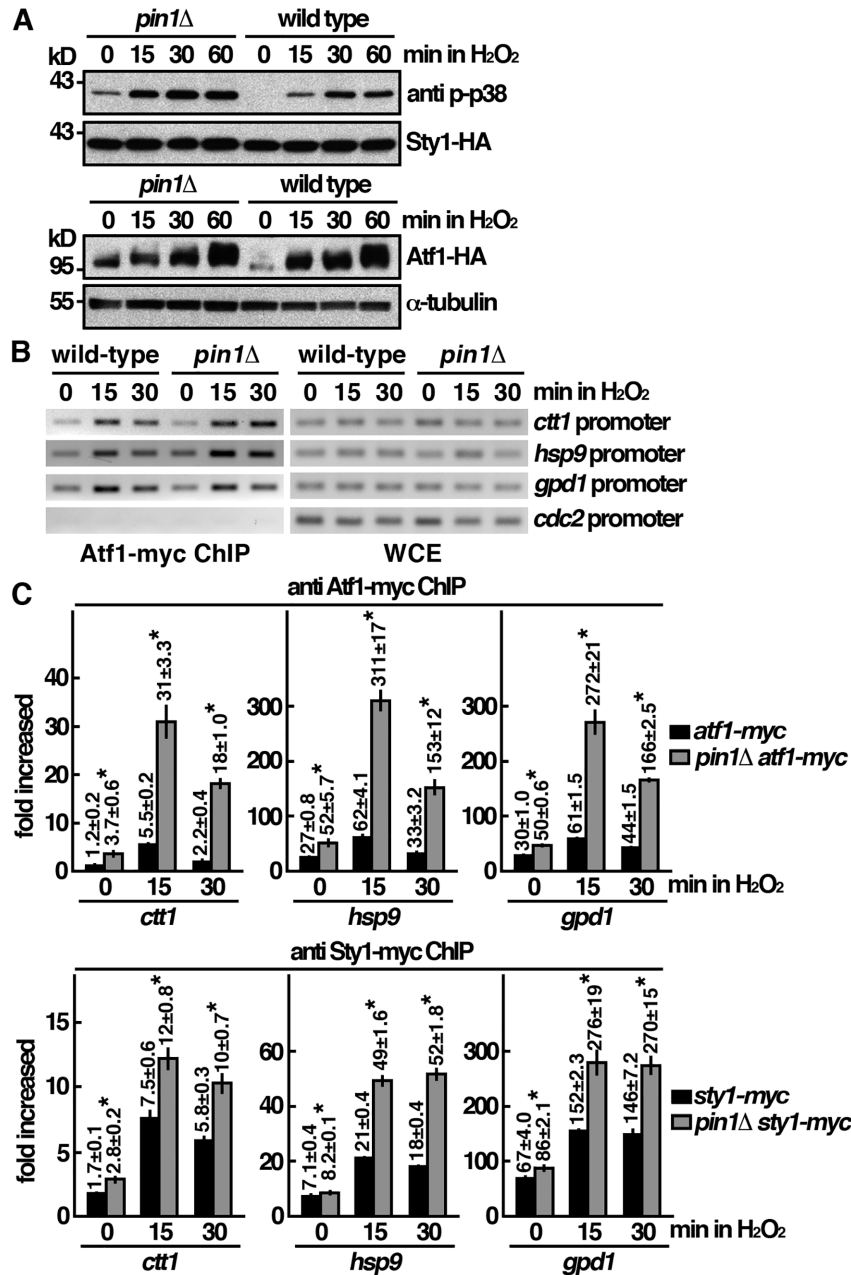 A
pin1Δ wild type
kD 0 15 30 60 0 15 30 60 min in H₂O₂
43 anti p-p38
43 Sty1-HA
pin1Δ wild type
0 15 30 60 0 15 30 60 min in H₂O₂
kD
95 Atf1-HA
55 α-tubulin
B
wild-type pin1Δ wild-type pin1Δ
0 15 30 0 15 30 0 15 30 0 15 30 min in H₂O₂
ctt1 promoter
hsp9 promoter
gpd1 promoter
cdc2 promoter
Atf1-myc ChIP WCE
C
anti Atf1-myc ChIP
fold increased
40
30
20
10
0
1.2±0.2
3.7±0.6*
5.5±0.2
31±3.3*
2.2±0.4
18±1.0*
0 15 30
ctt1
300
200
100
0
27±0.8
52±5.7*
62±4.1
311±17*
33±3.2
153±12*
0 15 30
hsp9
300
200
100
0
30±1.0
50±0.6*
61±1.5
272±21*
44±1.5
166±2.5*
0 15 30 min in H₂O₂
gpd1
atf1-myc
pin1Δ atf1-myc
anti Sty1-myc ChIP
fold increased
15
10
5
0
1.7±0.1
2.8±0.2*
7.5±0.6
12±0.8*
5.8±0.3
10±0.7*
0 15 30
ctt1
60
40
20
0
7.1±0.4
8.2±0.1*
21±0.4
49±1.6*
18±0.4
52±1.8*
0 15 30
hsp9
300
200
100
0
67±4.0
86±2.1*
152±2.3
276±19*
146±7.2
270±15*
0 15 30 min in H₂O₂
gpd1
sty1-myc
pin1Δ sty1-myc